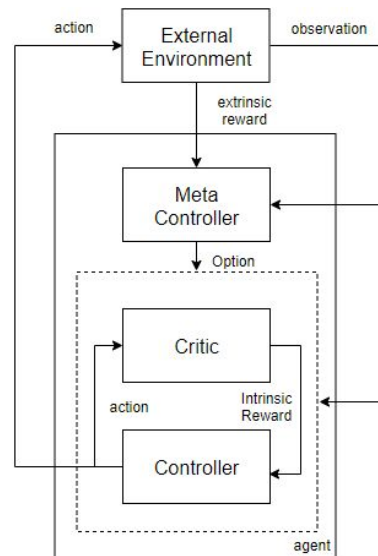 action
External
Environment
observation
extrinsic
reward
Meta
Controller
Option
Critic
action
Intrinsic
Reward
Controller
agent